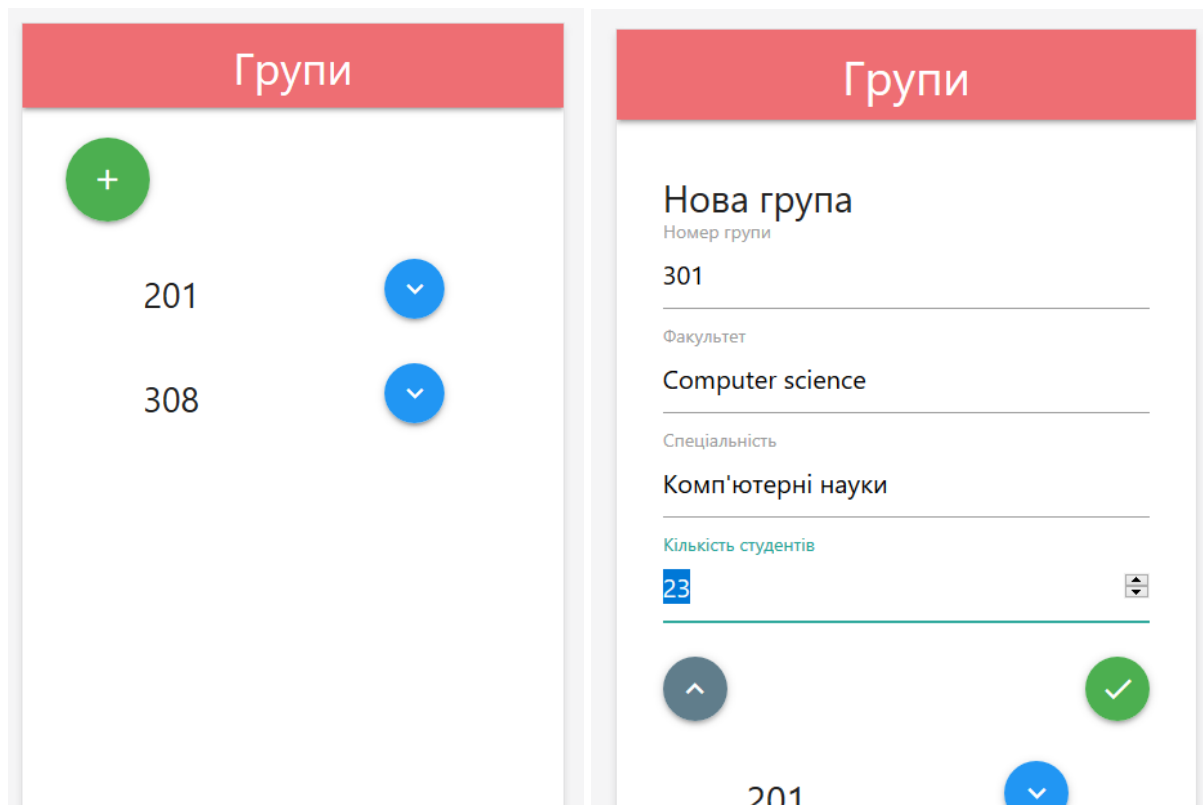 Групи
201
308
Групи
Нова група
Номер групи
301
Факультет
Computer science
Спеціальність
Комп'ютерні науки
Кількість студентів
23
201